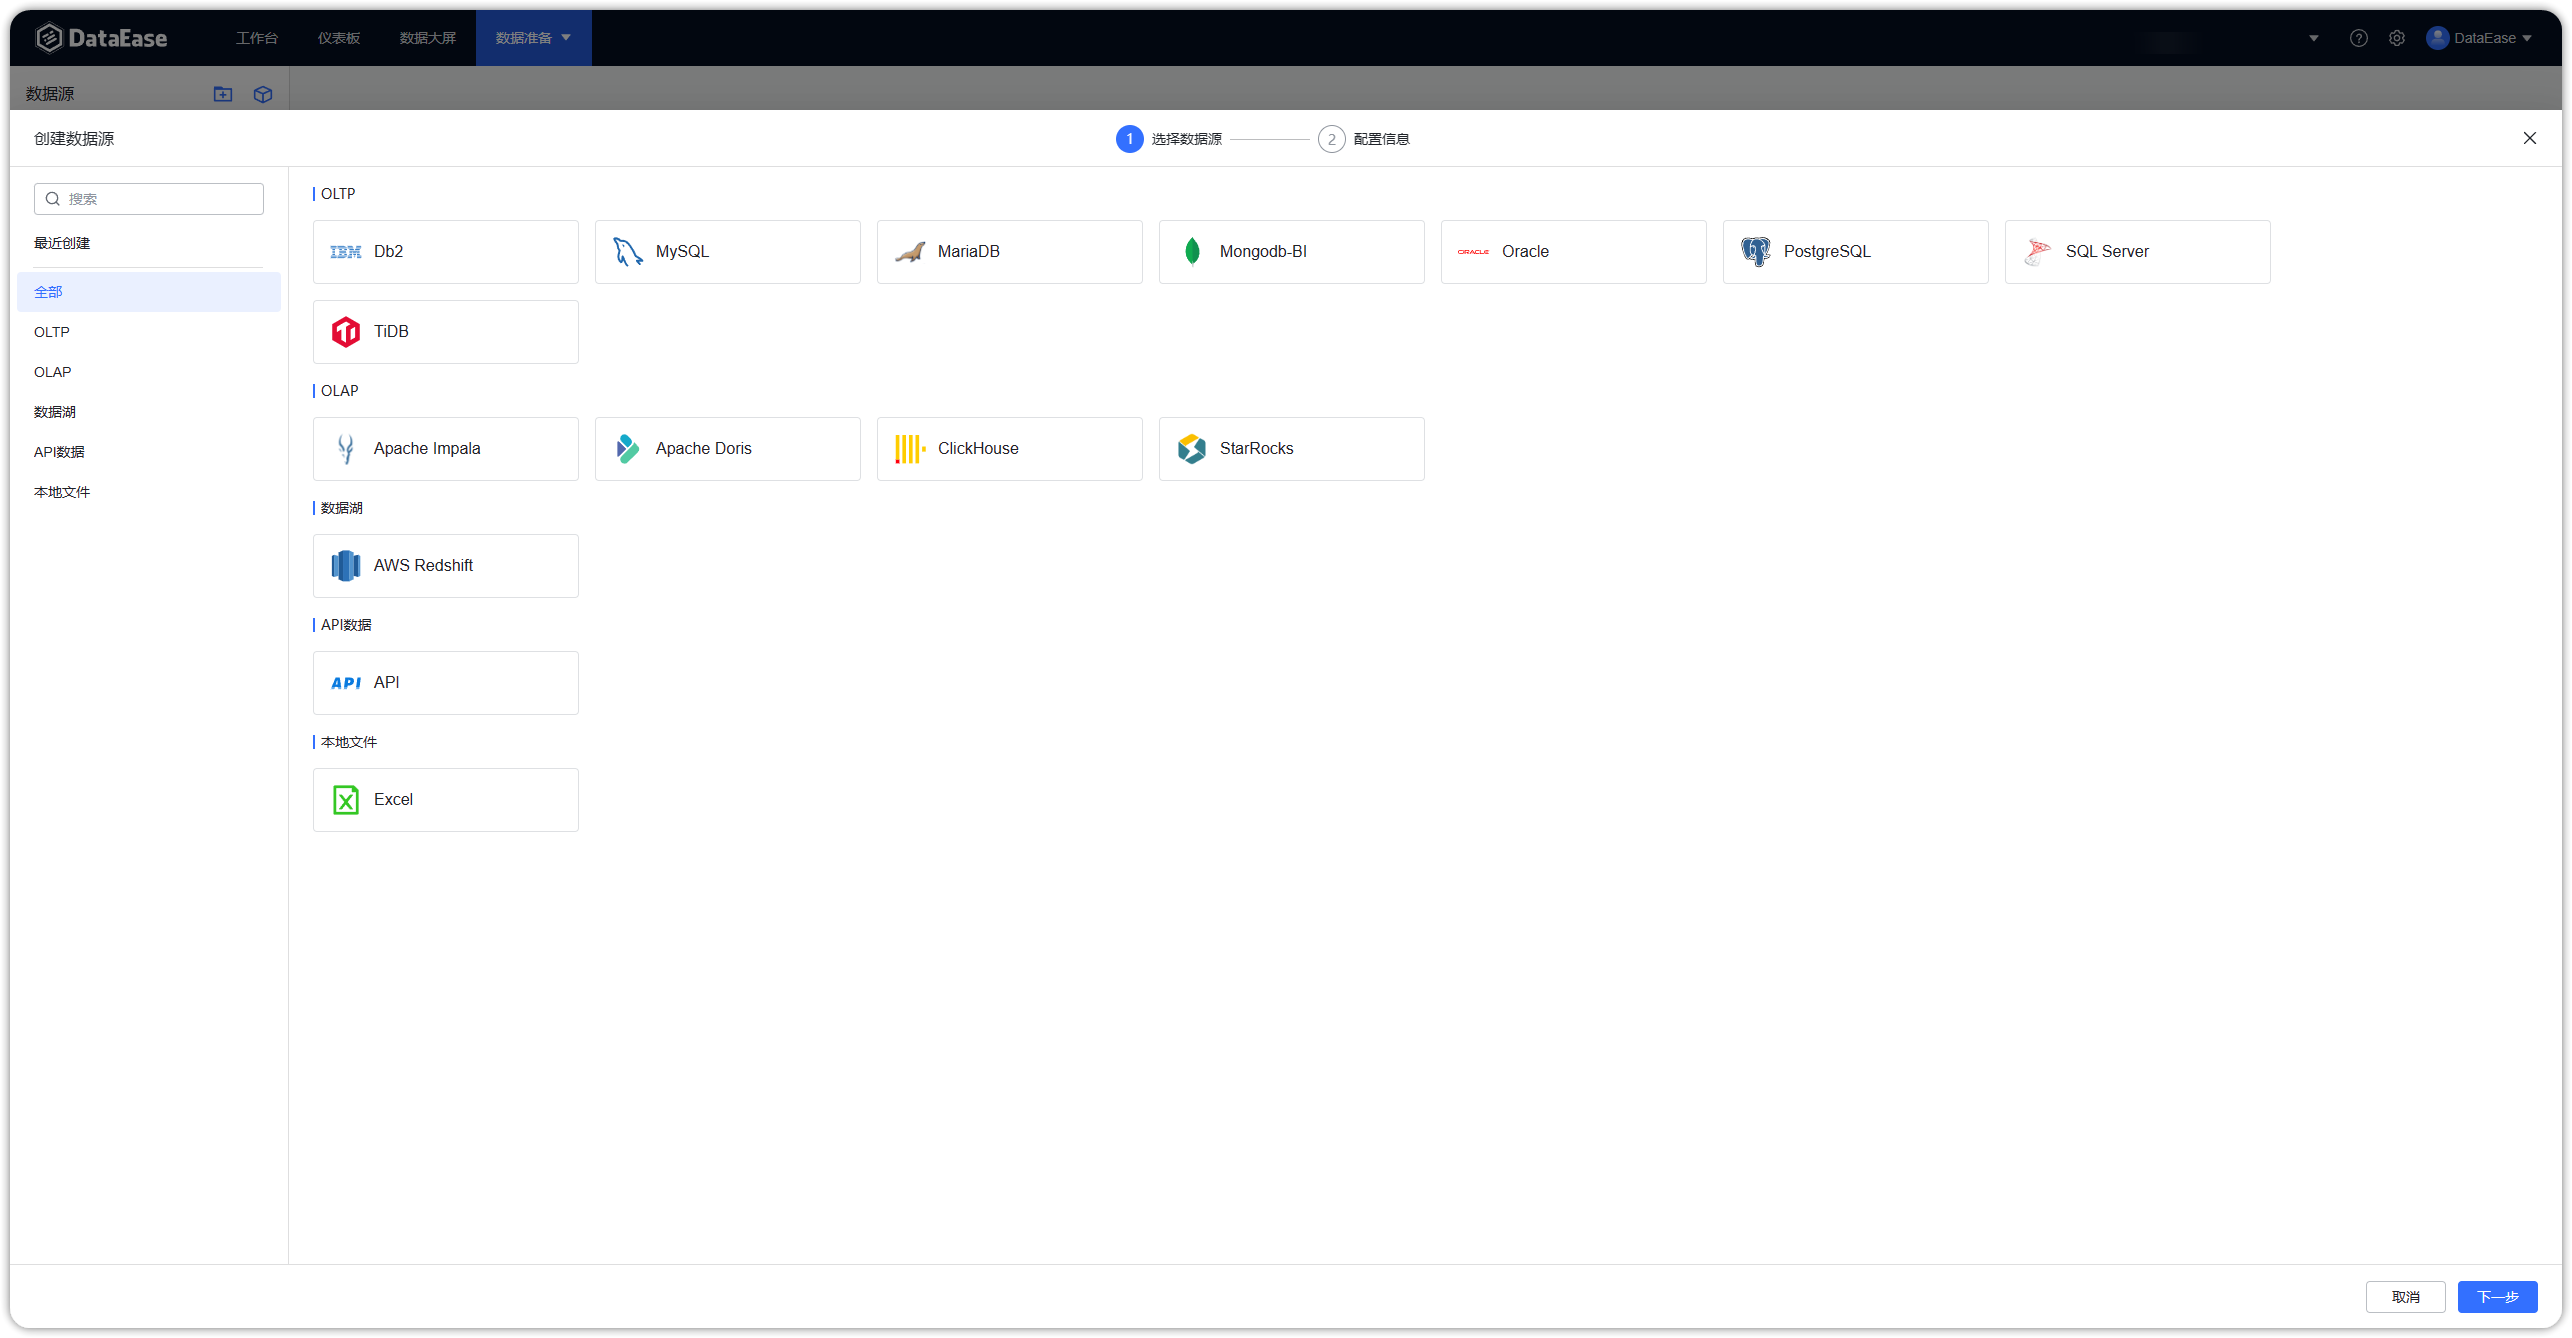 DataEase 工作台 仪表板 数据大屏 数据准备 DataEase
数据源
创建数据源 1 选择数据源 2 配置信息
搜索
最近创建
全部
OLTP
OLAP
数据湖
API数据
本地文件
OLTP
IBM Db2 MySQL MariaDB Mongodb-BI ORACLE Oracle PostgreSQL SQL Server
TiDB
OLAP
Apache Impala Apache Doris ClickHouse StarRocks
数据湖
AWS Redshift
API数据
API API
本地文件
Excel
取消 下一步